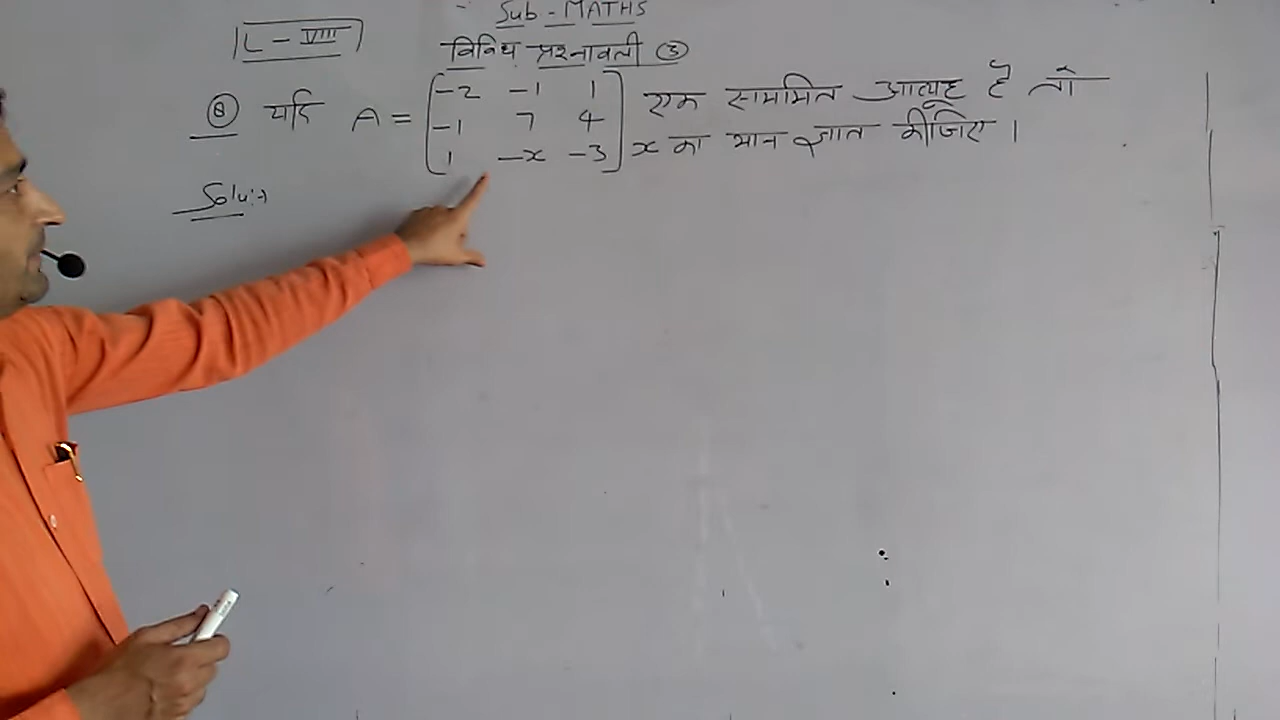 Sub - MATHS
L - VIII
विविध प्रश्नावली ③
⑧ यदि A = [-2 -1 1
-1 7 4
1 -x -3] एक सममित आव्यूह है तो
x का मान ज्ञात कीजिए ।
Solu:→